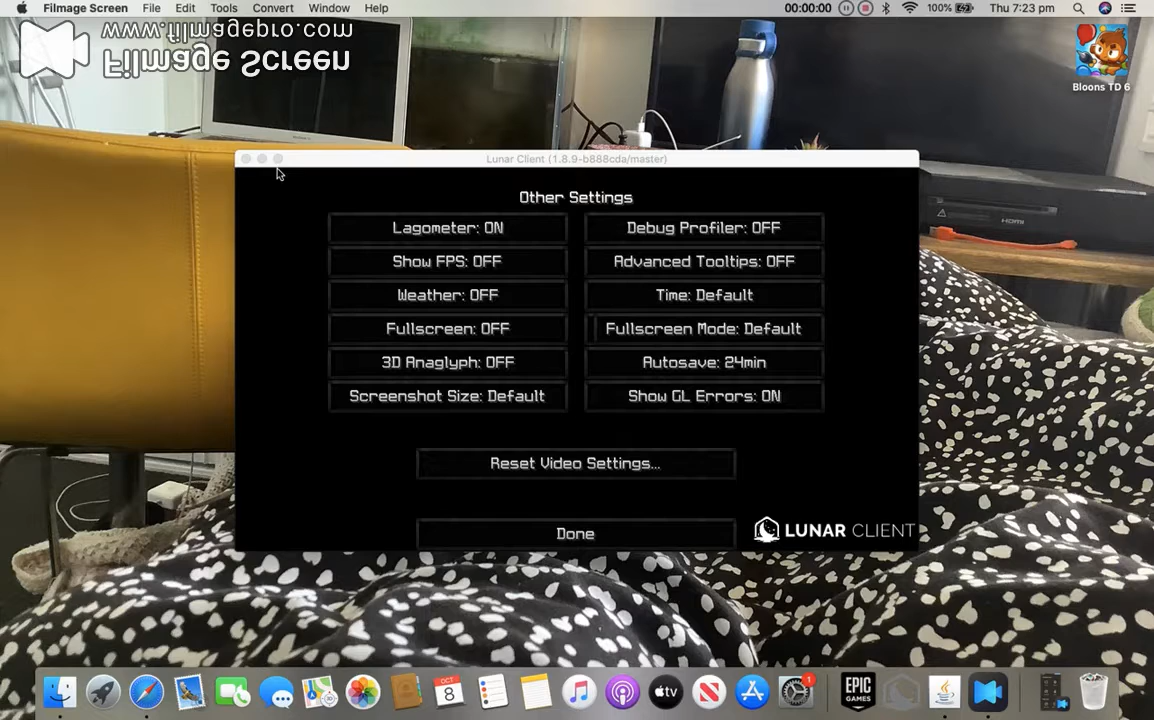 Filmage Screen File Edit Tools Convert Window Help 00:00:00 100% Thu 7:23 pm
www.filmagepro.com
Filmage Screen
Bloons TD 6
Lunar Client (1.8.9-b888cda/master)
Other Settings
Lagometer: ON Debug Profiler: OFF
Show FPS: OFF Advanced Tooltips: OFF
Weather: OFF Time: Default
Fullscreen: OFF Fullscreen Mode: Default
3D Anaglyph: OFF Autosave: 24min
Screenshot Size: Default Show GL Errors: ON
Reset Video Settings...
Done
LUNAR CLIENT
HDMI
OCT
8
tv
1
EPIC
GAMES